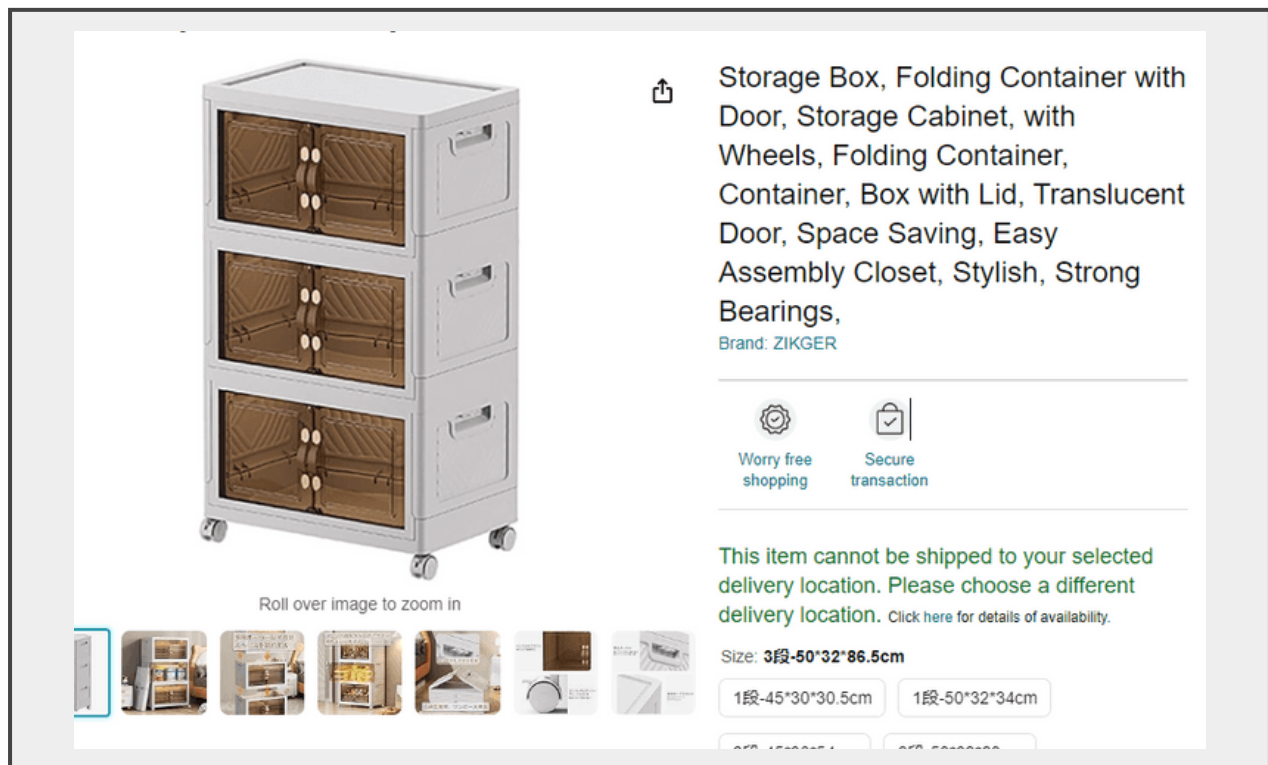 Storage Box, Folding Container with
Door, Storage Cabinet, with
Wheels, Folding Container,
Container, Box with Lid, Translucent
Door, Space Saving, Easy
Assembly Closet, Stylish, Strong
Bearings,
Brand: ZIKGER
Worry free
shopping
Secure
transaction
This item cannot be shipped to your selected
delivery location. Please choose a different
delivery location. Click here for details of availability.
Roll over image to zoom in
Size: 3段-50*32*86.5cm
1段-45*30*30.5cm
1段-50*32*34cm